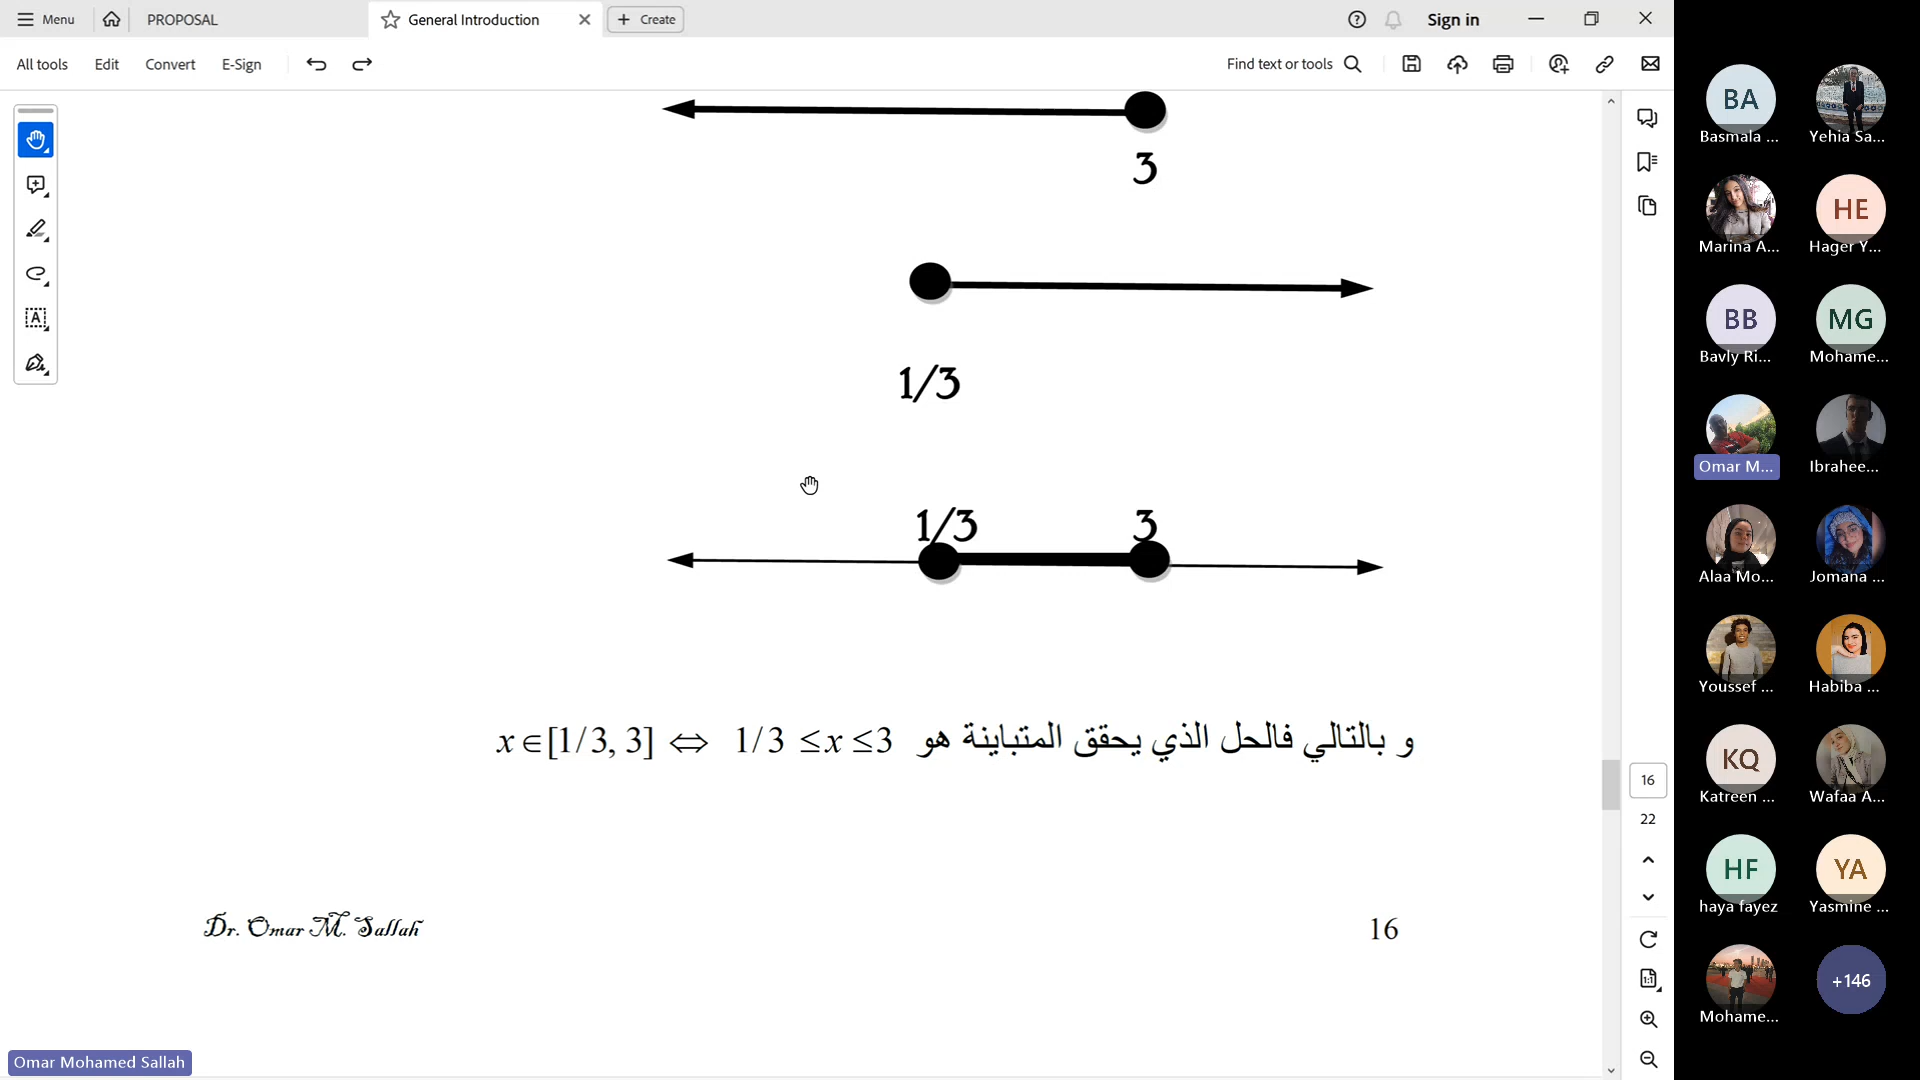 Menu
PROPOSAL
General Introduction
Create
Sign in
All tools
Edit
Convert
E-Sign
Find text or tools
3
1/3
1/3
3
و بالتالي فالحل الذي يحقق المتباينة هو x∈[1/3, 3] ⇔ 1/3 ≤x ≤3
Dr. Omar M. Sallah
16
16
22
Omar Mohamed Sallah
BA
Basmala ...
Yehia Sa...
Marina A...
HE
Hager Y...
BB
Bavly Ri...
MG
Mohame...
Omar M...
Ibrahee...
Alaa Mo...
Jomana ...
Youssef ...
Habiba ...
KQ
Katreen ...
Wafaa A...
HF
haya fayez
YA
Yasmine ...
Mohame...
+146